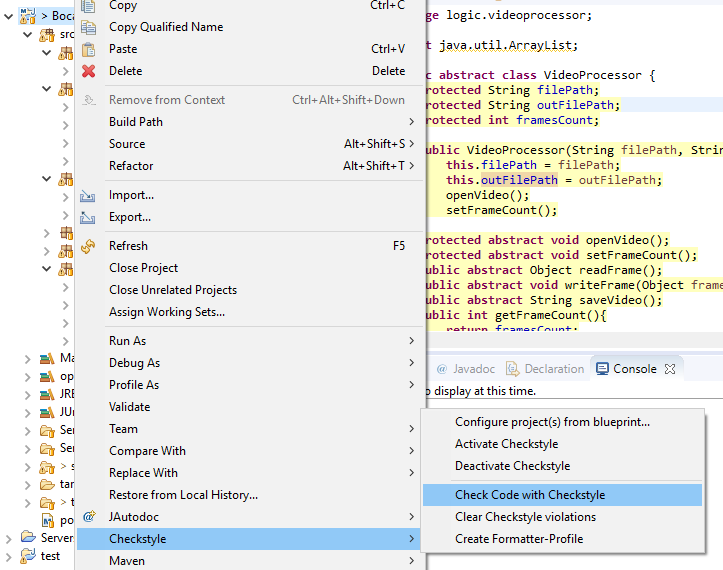 > Boca
src
Ma
op
JRE
JUn
Ser
Ser
> s
tar
> t
po
Servers
test
Copy Ctrl+C
Copy Qualified Name
Paste Ctrl+V
Delete Delete
Remove from Context Ctrl+Alt+Shift+Down
Build Path
Source Alt+Shift+S
Refactor Alt+Shift+T
Import...
Export...
Refresh F5
Close Project
Close Unrelated Projects
Assign Working Sets...
Run As
Debug As
Profile As
Validate
Team
Compare With
Replace With
Restore from Local History...
JAutodoc
Checkstyle
Maven
ge logic.videoprocessor;
t java.util.ArrayList;
c abstract class VideoProcessor {
rotected String filePath;
rotected String outFilePath;
rotected int framesCount;
ublic VideoProcessor(String filePath, Strin
this.filePath = filePath;
this.outFilePath = outFilePath;
openVideo();
setFrameCount();
rotected abstract void openVideo();
rotected abstract void setFrameCount();
ublic abstract Object readFrame();
ublic abstract void writeFrame(Object frame
ublic abstract String saveVideo();
ublic int getFrameCount(){
return framesCount;
@ Javadoc Declaration Console
o display at this time.
Configure project(s) from blueprint...
Activate Checkstyle
Deactivate Checkstyle
Check Code with Checkstyle
Clear Checkstyle violations
Create Formatter-Profile